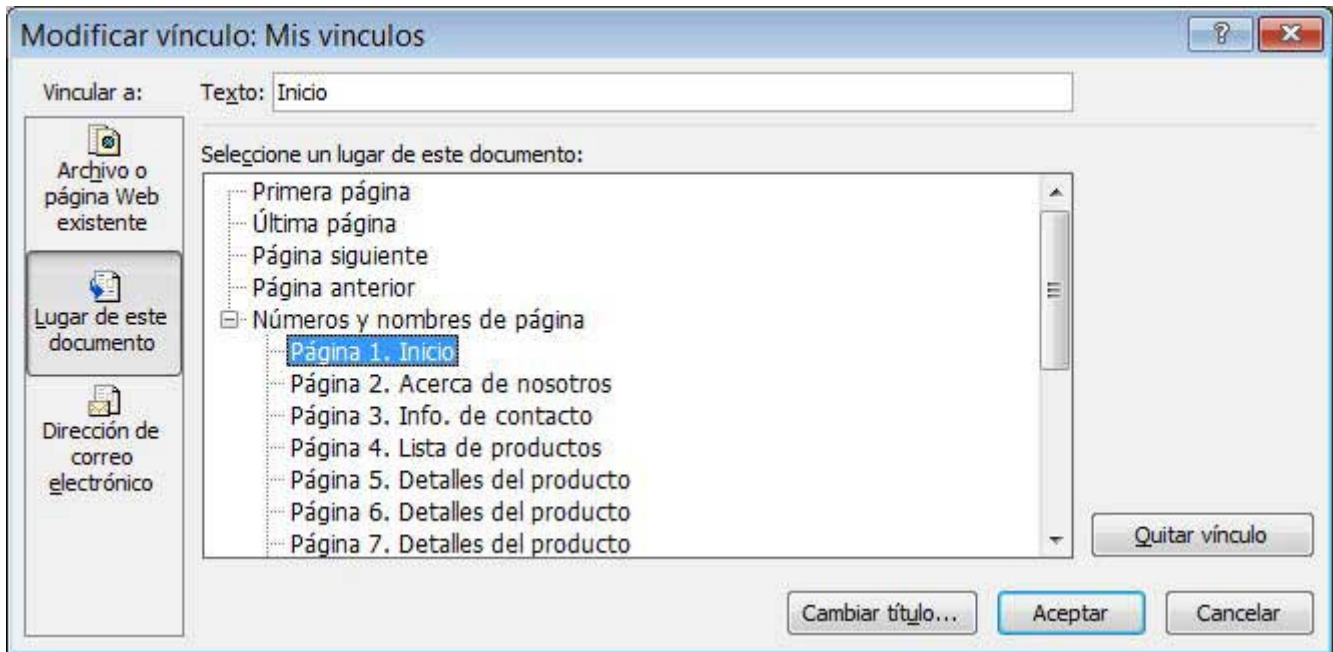 Modificar vínculo: Mis vinculos
Vincular a:
Texto: Inicio
Archivo o
página Web
existente
Lugar de este
documento
Dirección de
correo
electrónico
Seleccione un lugar de este documento:
Primera página
Última página
Página siguiente
Página anterior
Números y nombres de página
Página 1. Inicio
Página 2. Acerca de nosotros
Página 3. Info. de contacto
Página 4. Lista de productos
Página 5. Detalles del producto
Página 6. Detalles del producto
Página 7. Detalles del producto
Quitar vínculo
Cambiar título...
Aceptar
Cancelar